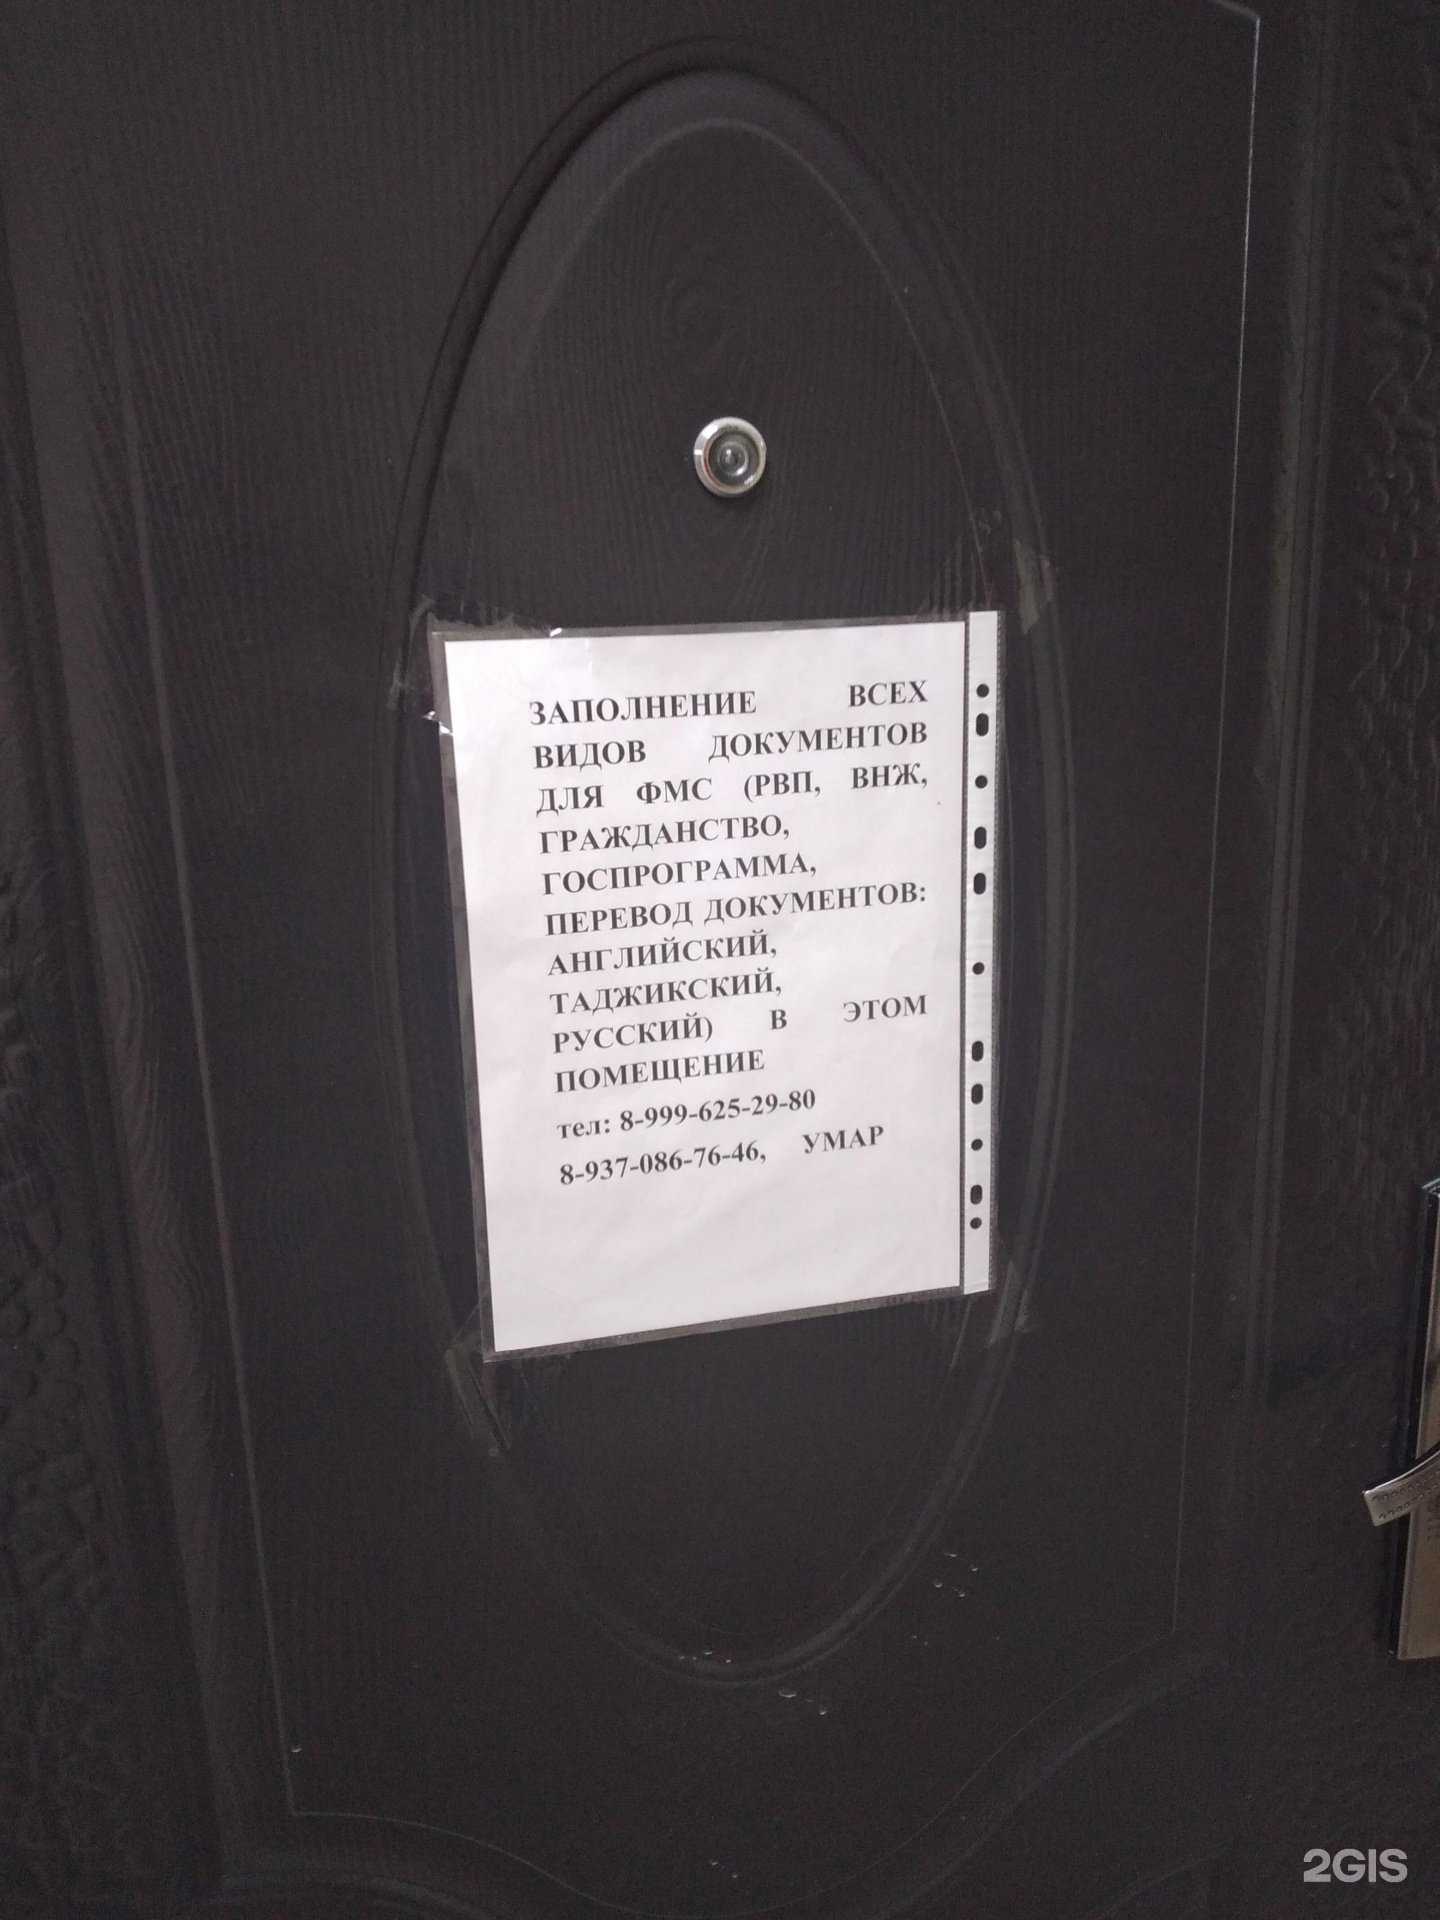 ЗАПОЛНЕНИЕ ВСЕХ
ВИДОВ ДОКУМЕНТОВ
ДЛЯ ФМС (РВП, ВНЖ,
ГРАЖДАНСТВО,
ГОСПРОГРАММА,
ПЕРЕВОД ДОКУМЕНТОВ:
АНГЛИЙСКИЙ,
ТАДЖИКСКИЙ,
РУССКИЙ) В ЭТОМ
ПОМЕЩЕНИЕ
тел: 8-999-625-29-80
8-937-086-76-46, УМАР
2GIS